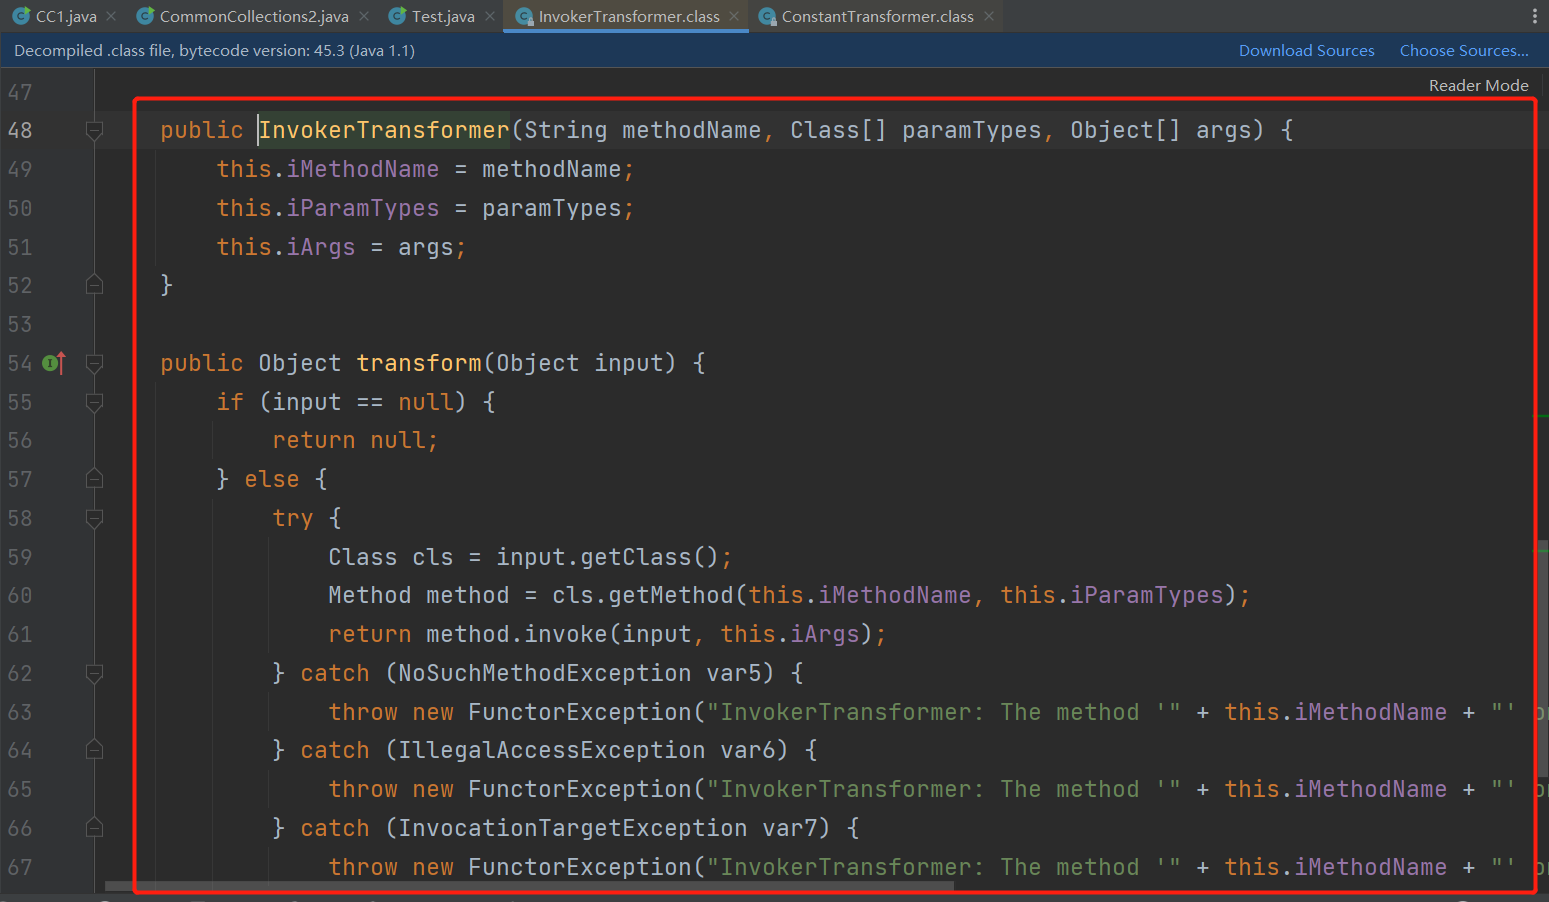 CC1.java CommonCollections2.java Test.java InvokerTransformer.class ConstantTransformer.class
Decompiled .class file, bytecode version: 45.3 (Java 1.1) Download Sources Choose Sources...
Reader Mode
47
48 public InvokerTransformer(String methodName, Class[] paramTypes, Object[] args) {
49 this.iMethodName = methodName;
50 this.iParamTypes = paramTypes;
51 this.iArgs = args;
52 }
53
54 public Object transform(Object input) {
55 if (input == null) {
56 return null;
57 } else {
58 try {
59 Class cls = input.getClass();
60 Method method = cls.getMethod(this.iMethodName, this.iParamTypes);
61 return method.invoke(input, this.iArgs);
62 } catch (NoSuchMethodException var5) {
63 throw new FunctorException("InvokerTransformer: The method '" + this.iMethodName + "'
64 } catch (IllegalAccessException var6) {
65 throw new FunctorException("InvokerTransformer: The method '" + this.iMethodName + "'
66 } catch (InvocationTargetException var7) {
67 throw new FunctorException("InvokerTransformer: The method '" + this.iMethodName + "'